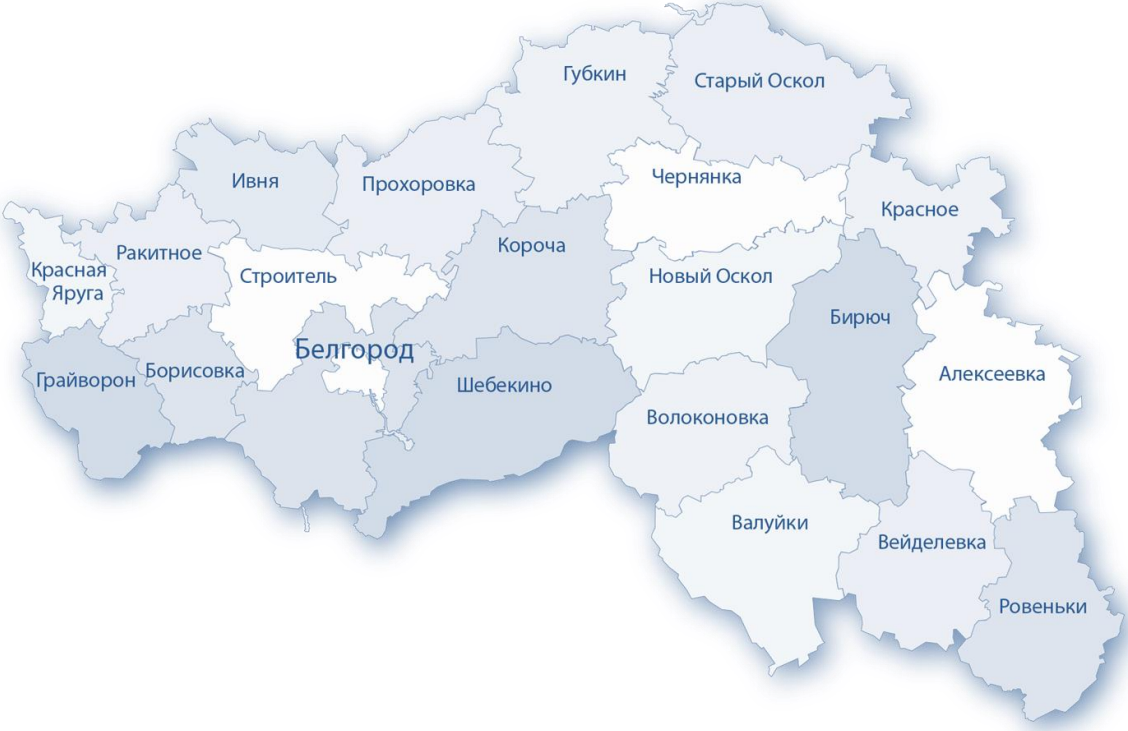 Губкин
Старый Оскол
Ивня
Прохоровка
Чернянка
Красное
Ракитное
Короча
Красная
Яруга
Строитель
Новый Оскол
Бирюч
Белгород
Грайворон
Борисовка
Шебекино
Алексеевка
Волоконовка
Валуйки
Вейделевка
Ровеньки